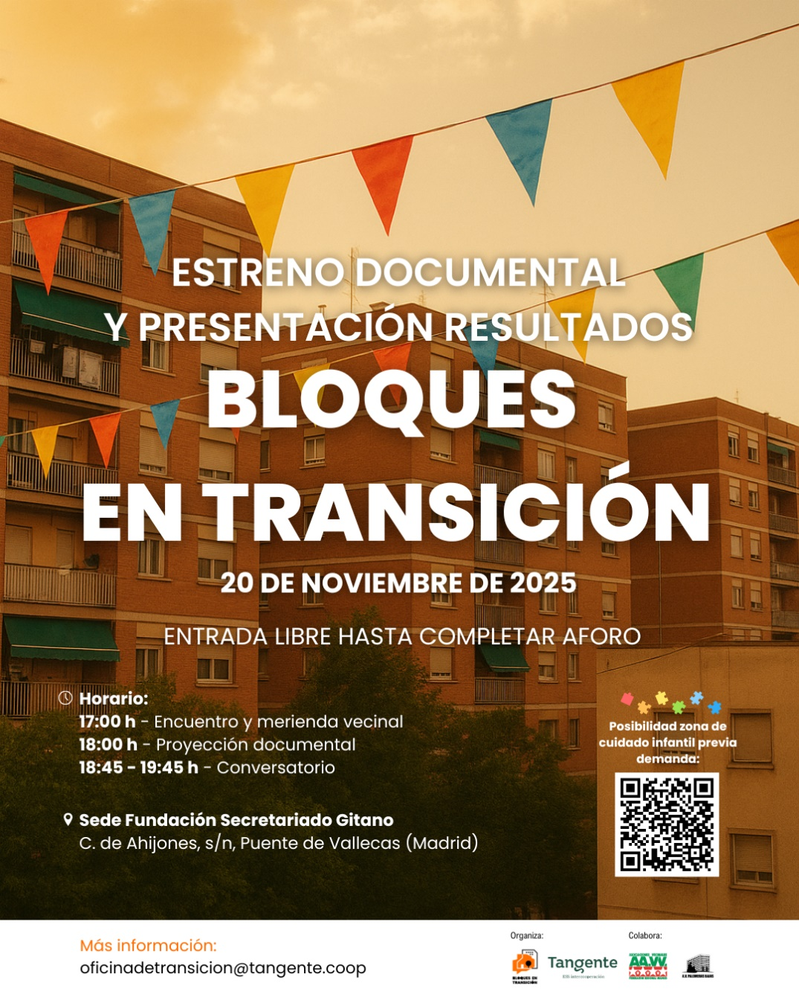 ESTRENO DOCUMENTAL
Y PRESENTACIÓN RESULTADOS
BLOQUES
EN TRANSICIÓN
20 DE NOVIEMBRE DE 2025
ENTRADA LIBRE HASTA COMPLETAR AFORO
Horario:
17:00 h - Encuentro y merienda vecinal
18:00 h - Proyección documental
18:45 - 19:45 h - Conversatorio
Sede Fundación Secretariado Gitano
C. de Ahijones, s/n, Puente de Vallecas (Madrid)
Posibilidad zona de
cuidado infantil previa
demanda:
Más información:
oficinadetransicion@tangente.coop
Organiza:
BLOQUES EN
TRANSICIÓN
Tangente
Colabora:
ASOCIACIONES VECINALES
AA.VV.